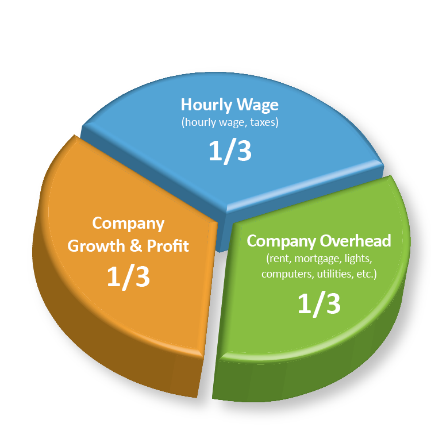 Hourly Wage
(hourly wage, taxes)
1/3
Company
Growth & Profit
1/3
Company Overhead
(rent, mortgage, lights,
computers, utilities, etc.)
1/3